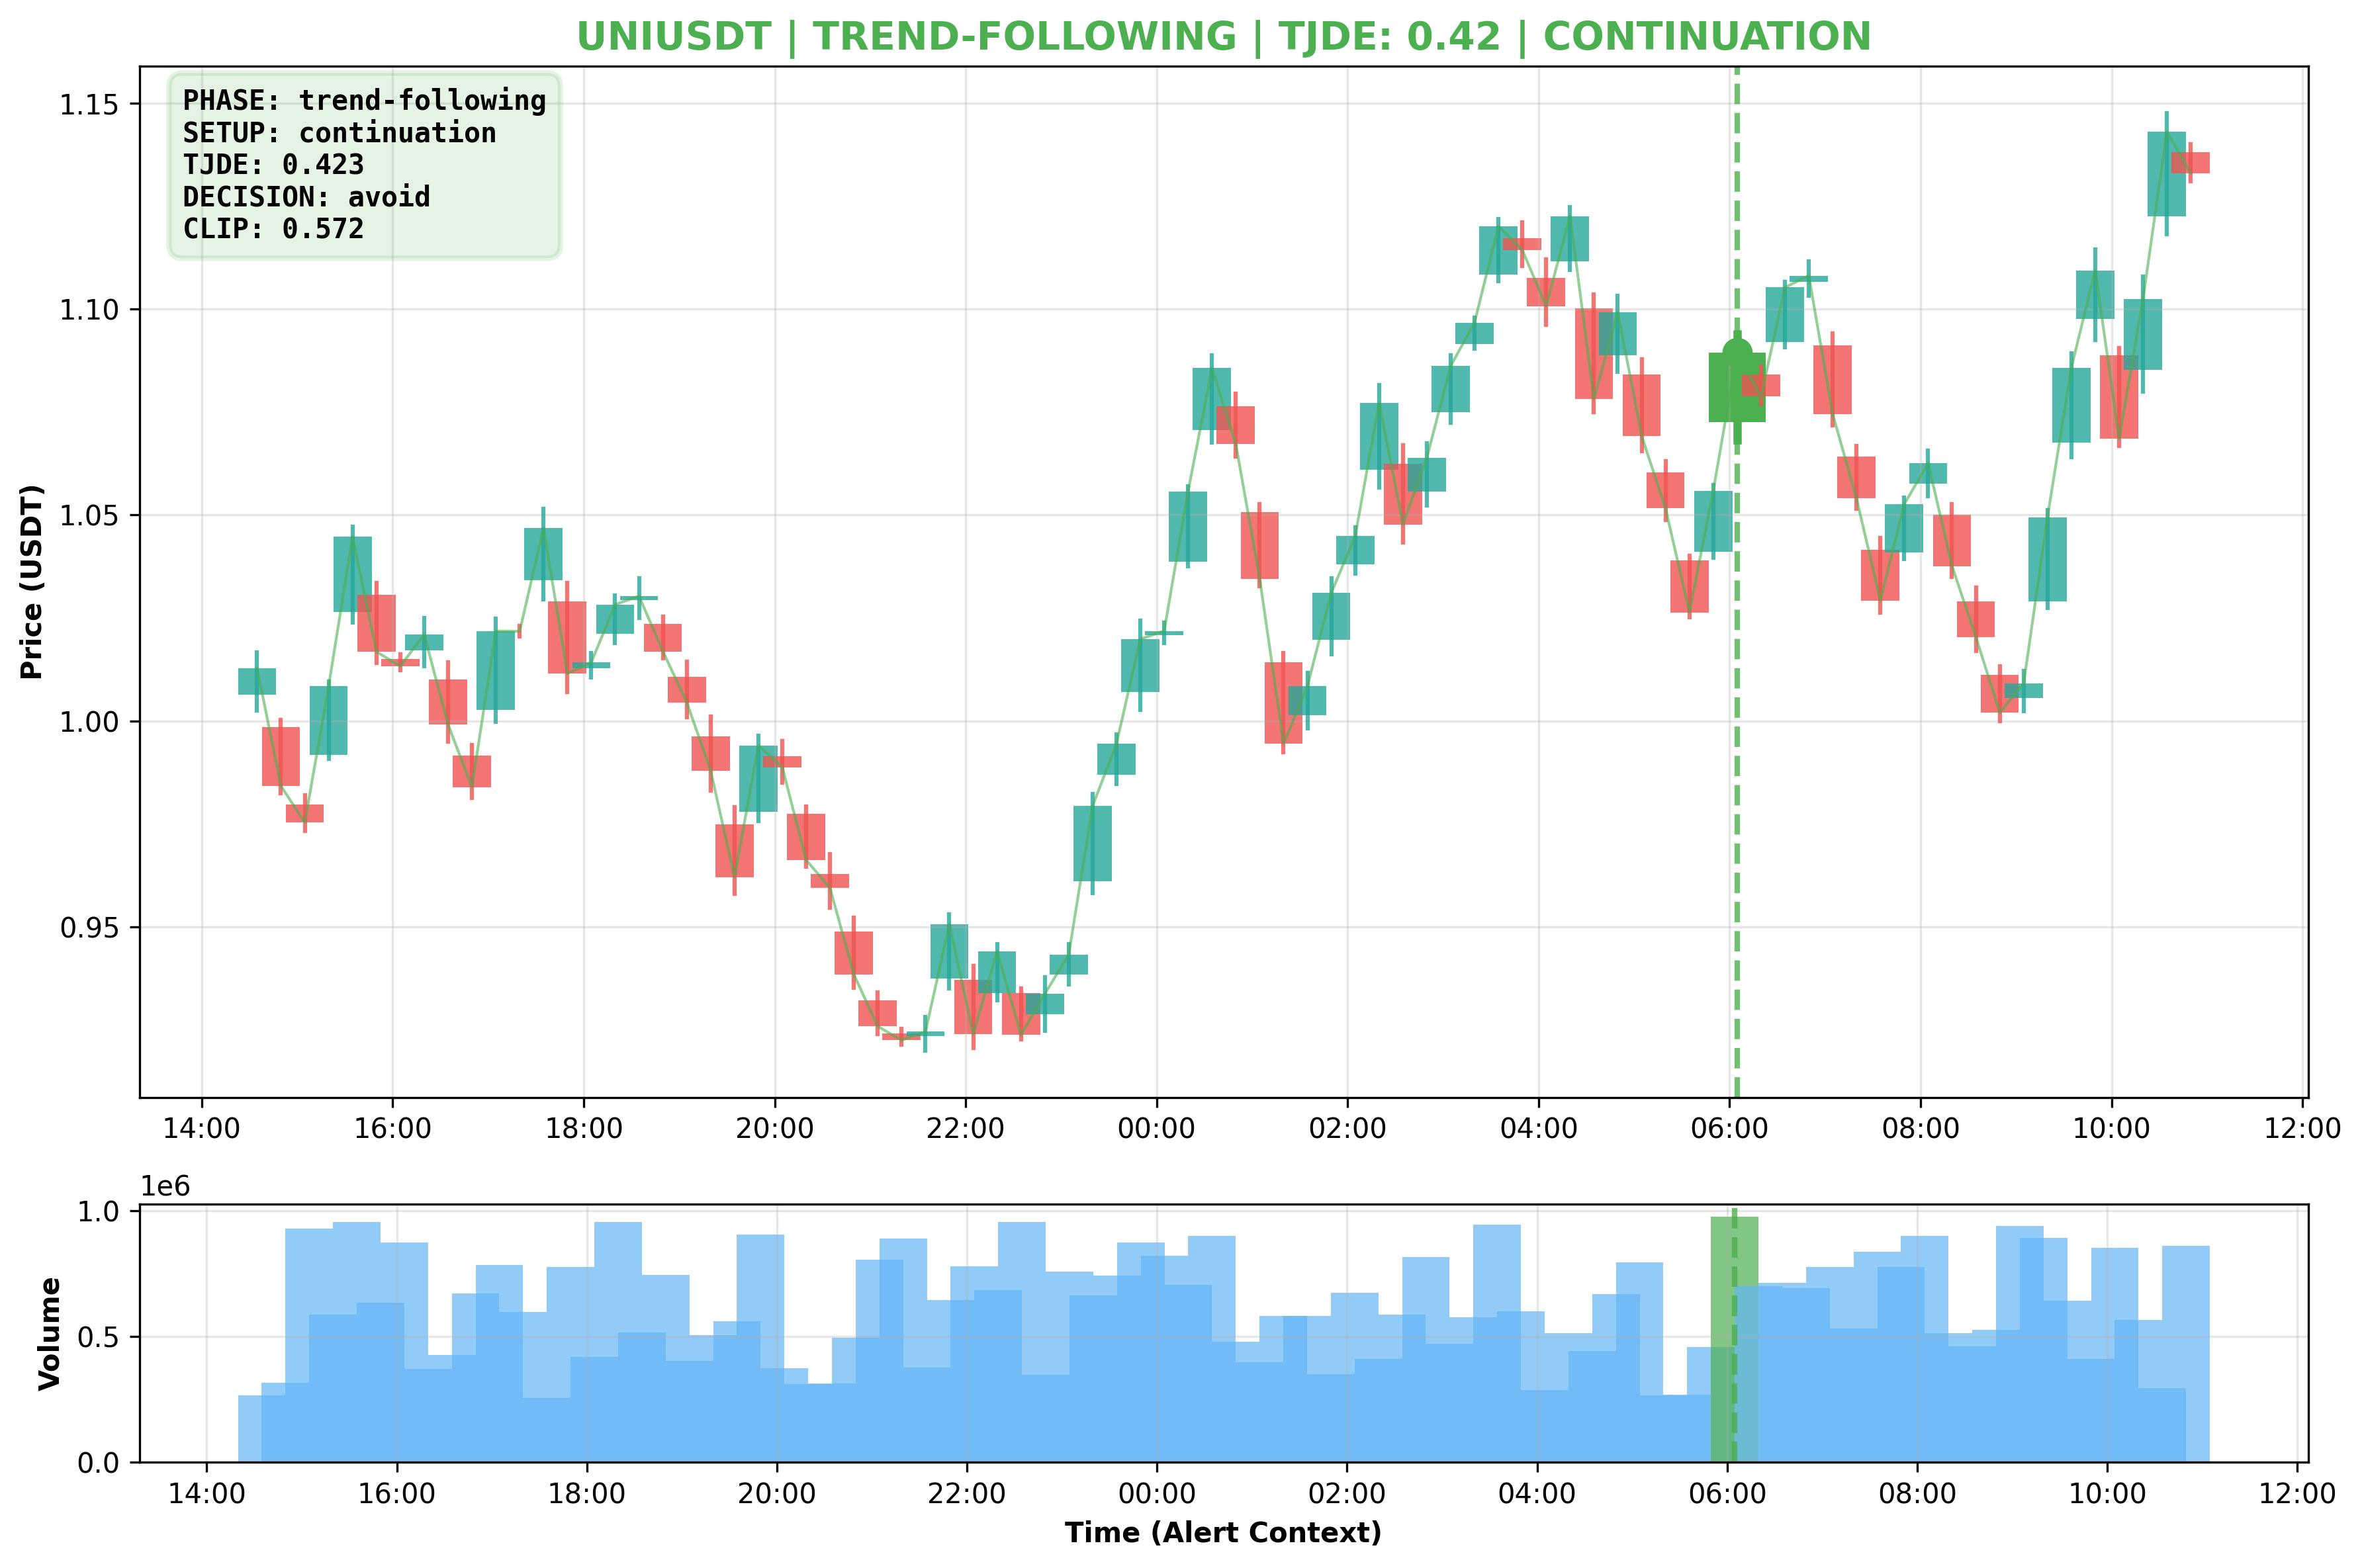 UNIUSDT | TREND-FOLLOWING | TJDE: 0.42 | CONTINUATION
PHASE: trend-following
SETUP: continuation
TJDE: 0.423
DECISION: avoid
CLIP: 0.572
Price (USDT)
1.15
1.10
1.05
1.00
0.95
14:00 16:00 18:00 20:00 22:00 00:00 02:00 04:00 06:00 08:00 10:00 12:00
1e6
Volume
1.0
0.5
0.0
14:00 16:00 18:00 20:00 22:00 00:00 02:00 04:00 06:00 08:00 10:00 12:00
Time (Alert Context)